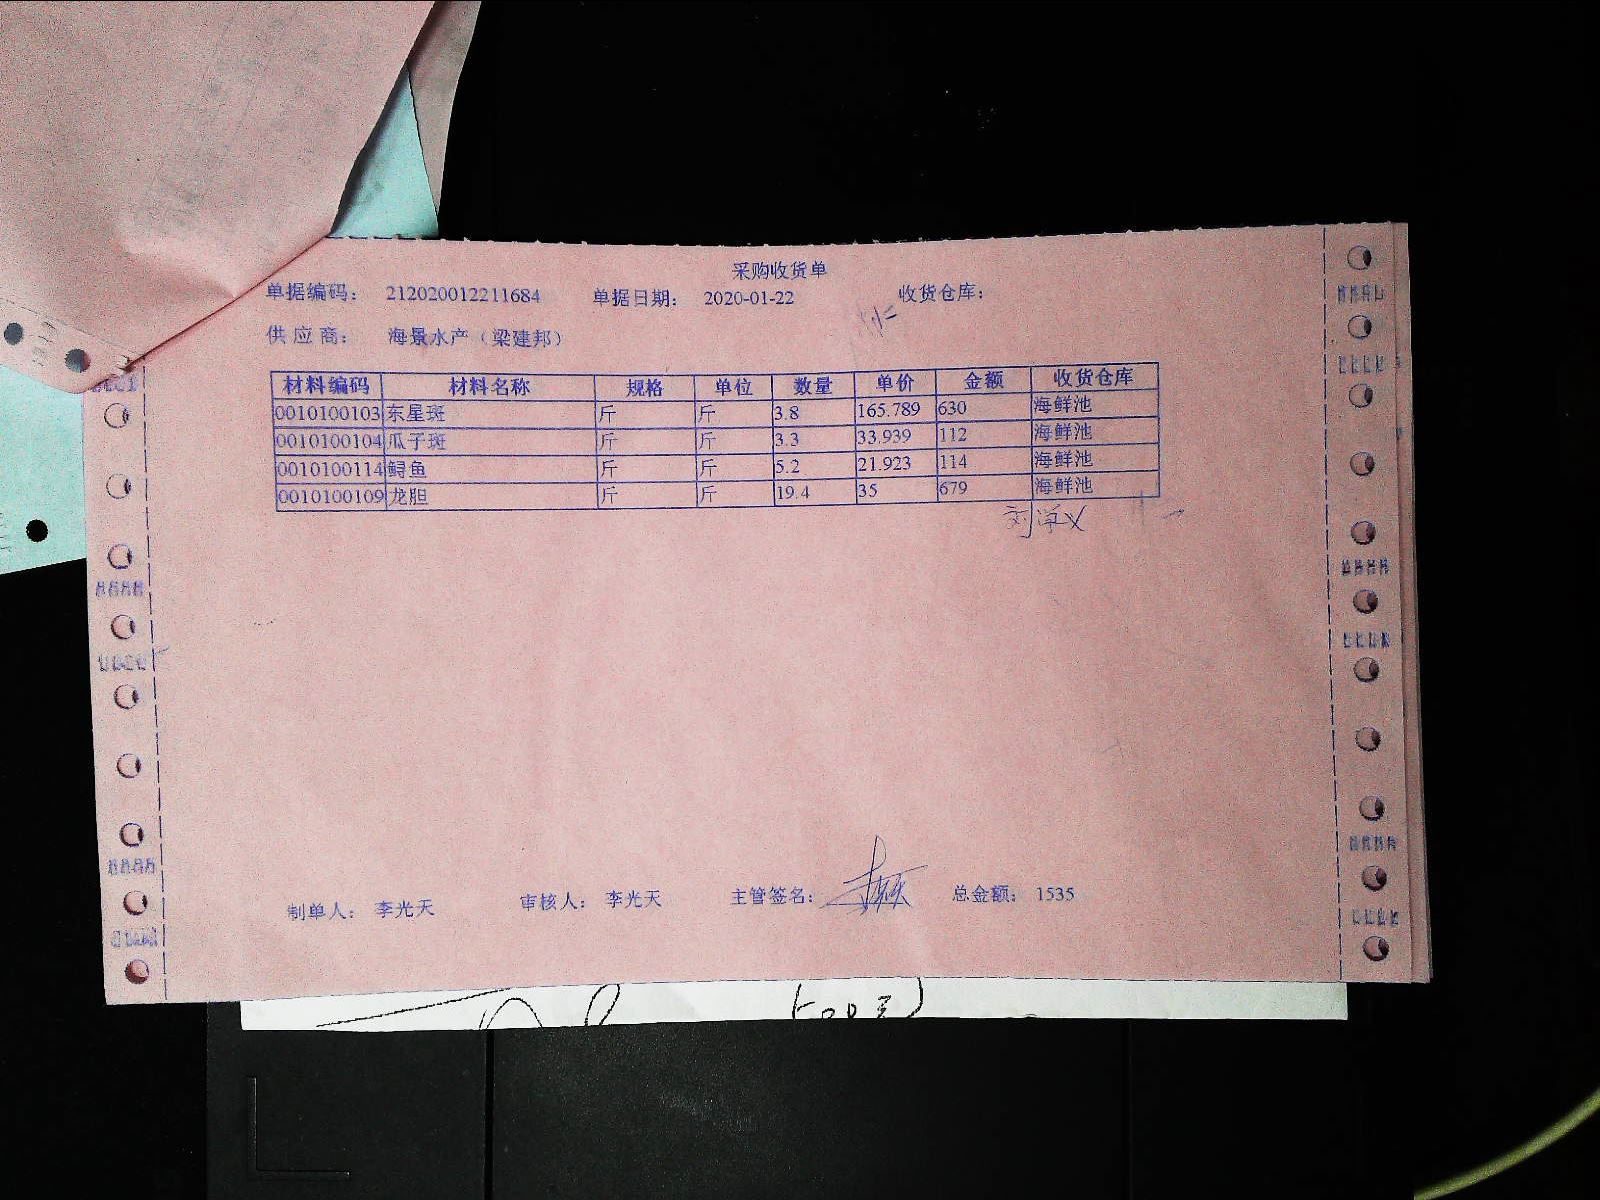 采购收货单
单据编码： 212020012211684 单据日期： 2020-01-22 收货仓库：
供 应 商： 海景水产（梁建邦）
材料编码 材料名称 规格 单位 数量 单价 金额 收货仓库
0010100103 东星斑 斤 斤 3.8 165.789 630 海鲜池
0010100104 瓜子斑 斤 斤 3.3 33.939 112 海鲜池
0010100114 鲟鱼 斤 斤 5.2 21.923 114 海鲜池
0010100109 龙胆 斤 斤 19.4 35 679 海鲜池
制单人： 李光天 审核人： 李光天 主管签名： 总金额： 1535